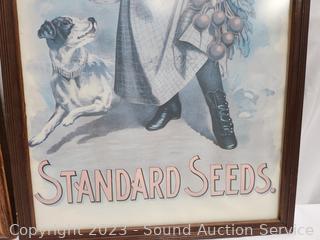 STANDARD SEEDS.
Copyright 2023 - Sound Auction Service